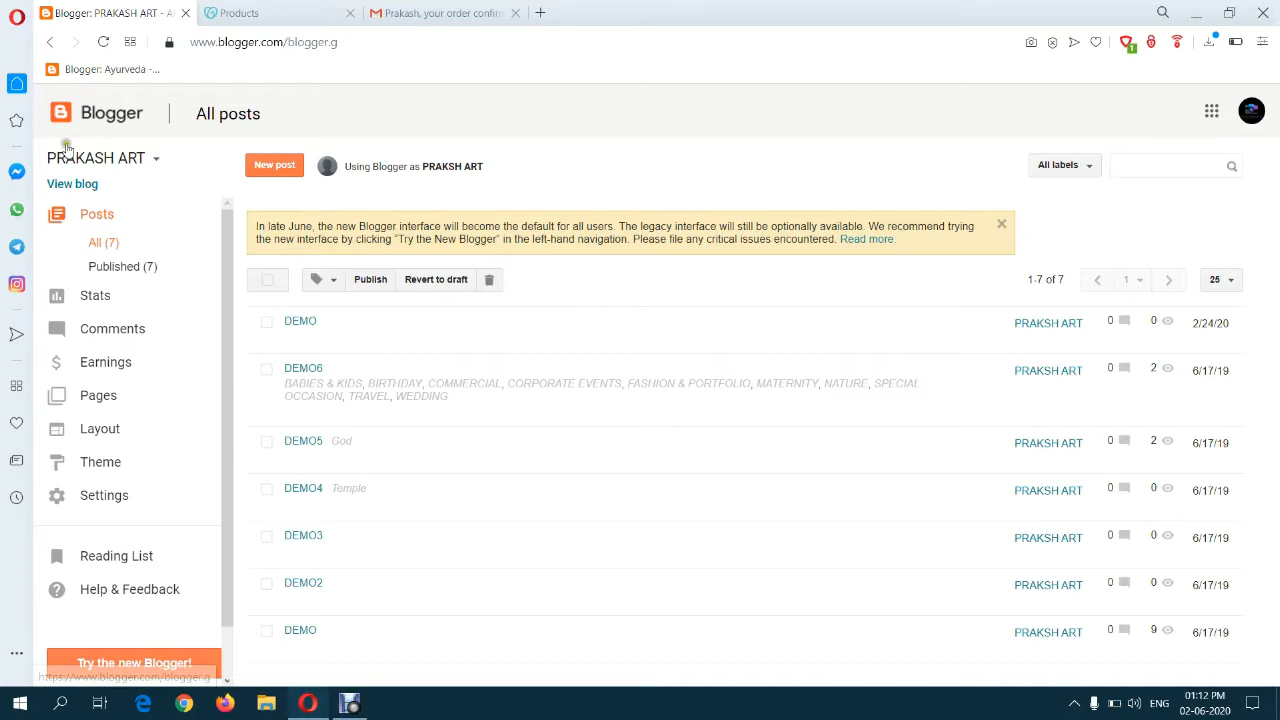 Blogger: PRAKASH ART - A
Products
Prakash, your order confirm
www.blogger.com/blogger.g
1
Blogger: Ayurveda -...
Blogger
All posts
PRAKASH ART
View blog
New post
Using Blogger as PRAKSH ART
All labels
Posts
All (7)
Published (7)
Stats
Comments
Earnings
Pages
Layout
Theme
Settings
Reading List
Help & Feedback
Try the new Blogger!
https://www.blogger.com/blogger.g
In late June, the new Blogger interface will become the default for all users. The legacy interface will still be optionally available. We recommend trying
the new interface by clicking "Try the New Blogger" in the left-hand navigation. Please file any critical issues encountered. Read more.
Publish
Revert to draft
1-7 of 7
1
25
DEMO PRAKSH ART 0 0 2/24/20
DEMO6 PRAKSH ART 0 2 6/17/19
BABIES & KIDS, BIRTHDAY, COMMERCIAL, CORPORATE EVENTS, FASHION & PORTFOLIO, MATERNITY, NATURE, SPECIAL
OCCASION, TRAVEL, WEDDING
DEMO5 God PRAKSH ART 0 2 6/17/19
DEMO4 Temple PRAKSH ART 0 0 6/17/19
DEMO3 PRAKSH ART 0 0 6/17/19
DEMO2 PRAKSH ART 0 0 6/17/19
DEMO PRAKSH ART 0 9 6/17/19
ENG
01:12 PM
02-06-2020